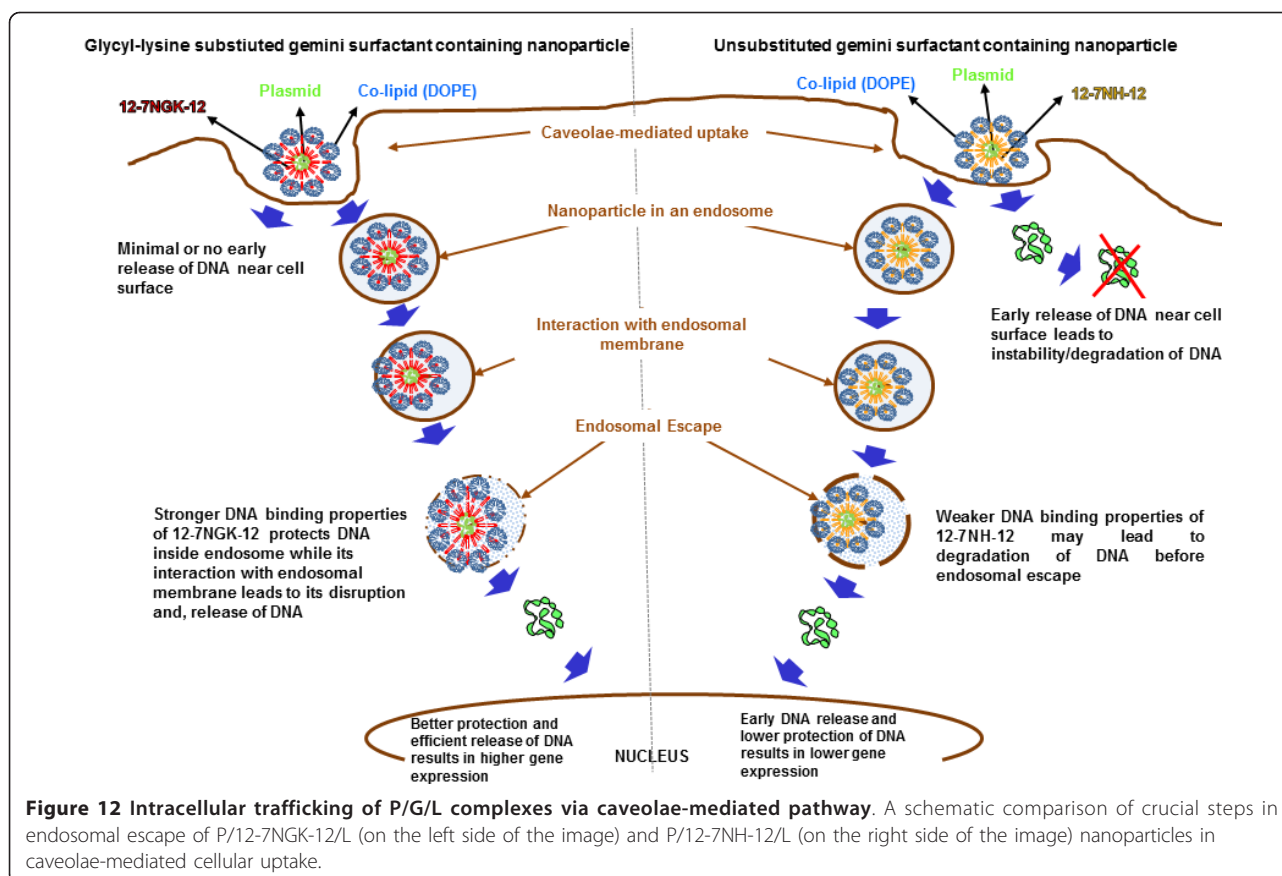 Glycyl-lysine substiuted gemini surfactant containing nanoparticle
Unsubstituted gemini surfactant containing nanoparticle
12-7NGK-12
Plasmid
Co-lipid (DOPE)
Co-lipid (DOPE)
Plasmid
12-7NH-12
Caveolae-mediated uptake
Nanoparticle in an endosome
Minimal or no early
release of DNA near cell
surface
Early release of DNA near cell
surface leads to
instability/degradation of DNA
Interaction with endosomal
membrane
Endosomal Escape
Stronger DNA binding properties
of 12-7NGK-12 protects DNA
inside endosome while its
interaction with endosomal
membrane leads to its disruption
and, release of DNA
Weaker DNA binding properties of
12-7NH-12 may lead to
degradation of DNA before
endosomal escape
Better protection and
efficient release of DNA
results in higher gene
expression
NUCLEUS
Early DNA release and
lower protection of DNA
results in lower gene
expression
Figure 12 Intracellular trafficking of P/G/L complexes via caveolae-mediated pathway. A schematic comparison of crucial steps in
endosomal escape of P/12-7NGK-12/L (on the left side of the image) and P/12-7NH-12/L (on the right side of the image) nanoparticles in
caveolae-mediated cellular uptake.